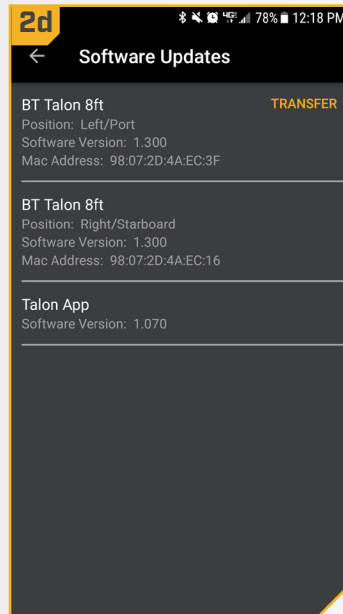 2d
4G 78% 12:18 PM
Software Updates
BT Talon 8ft TRANSFER
Position: Left/Port
Software Version: 1.300
Mac Address: 98:07:2D:4A:EC:3F
BT Talon 8ft
Position: Right/Starboard
Software Version: 1.300
Mac Address: 98:07:2D:4A:EC:16
Talon App
Software Version: 1.070